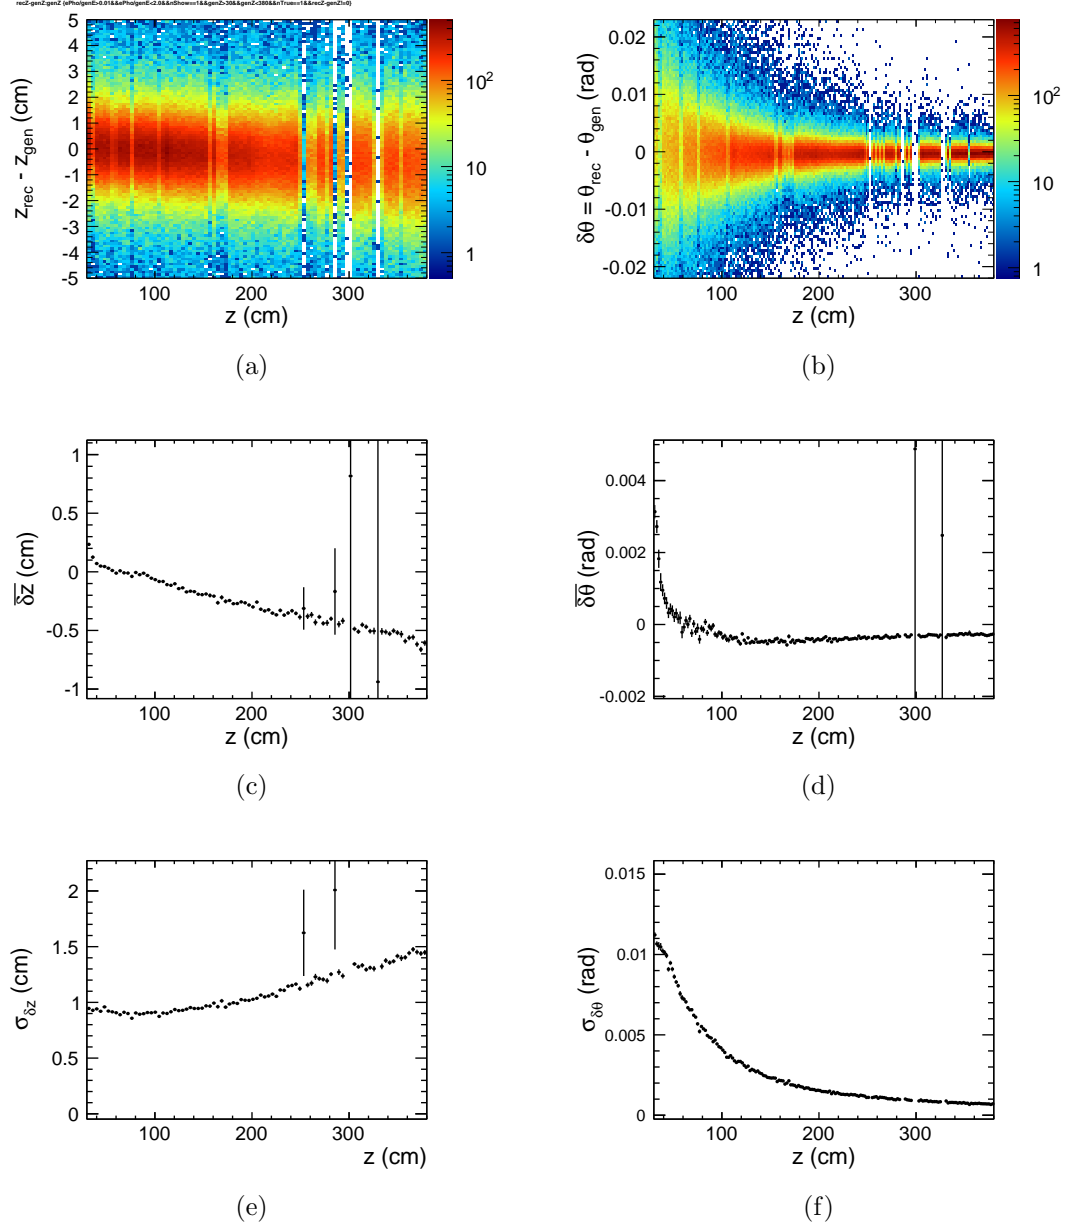 recZ-genZ:genZ {ePho/genE>0.01&&ePho/genE<2.0&&nShow==1&&genZ>30&&genZ<380&&nTrue==1&&recZ-genZ!=0}
5
4
3
2
1
0
-1
-2
-3
-4
-5
z_rec - z_gen (cm)
100 200 300
z (cm)
10²
10
1
(a)
0.02
0.01
0
-0.01
-0.02
δθ = θ_rec - θ_gen (rad)
100 200 300
z (cm)
10²
10
1
(b)
1
0.5
0
-0.5
-1
δz̅ (cm)
100 200 300
z (cm)
(c)
0.004
0.002
0
-0.002
δθ̅ (rad)
100 200 300
z (cm)
(d)
2
1.5
1
0.5
0
σ_δz (cm)
100 200 300
z (cm)
(e)
0.015
0.01
0.005
0
σ_δθ (rad)
100 200 300
z (cm)
(f)